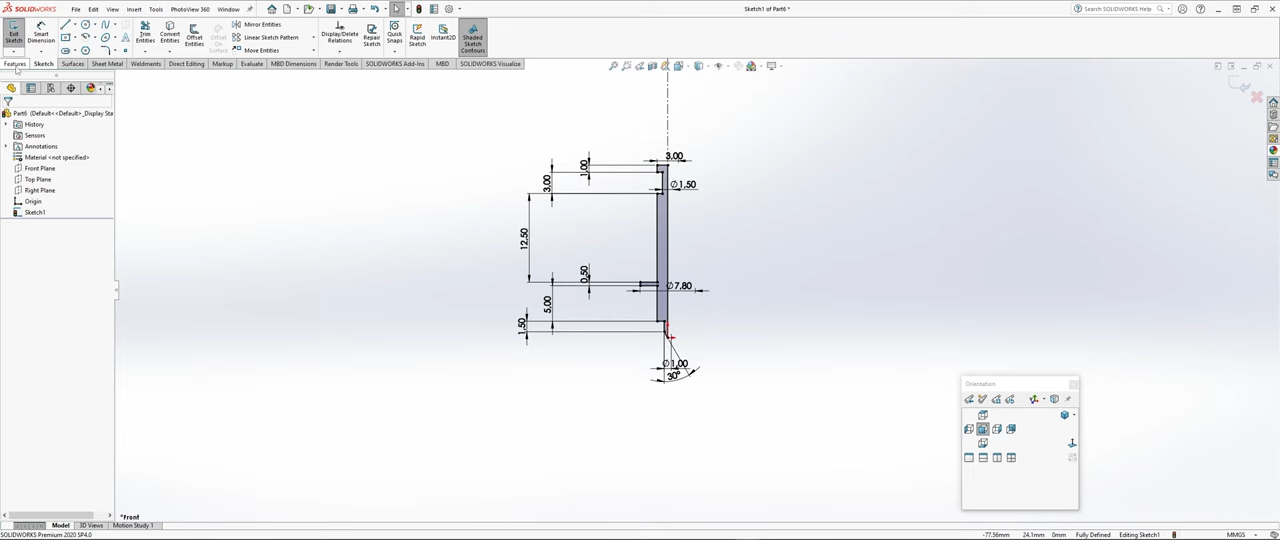 SOLIDWORKS File Edit View Insert Tools PhotoView 360 Window Sketch1 of Part6 * Search SOLIDWORKS Help
Exit Sketch Smart Dimension Trim Entities Convert Entities Offset Entities Offset On Surface Mirror Entities Linear Sketch Pattern Move Entities Display/Delete Relations Repair Sketch Quick Snaps Rapid Sketch Instant2D Shaded Sketch Contours
Features Sketch Surfaces Sheet Metal Weldments Direct Editing Markup Evaluate MBD Dimensions Render Tools SOLIDWORKS Add-Ins MBD SOLIDWORKS Visualize
Part6 (Default<<Default>_Display Sta
History
Sensors
Annotations
Material <not specified>
Front Plane
Top Plane
Right Plane
Origin
Sketch1
3.00
1,00
3.00
∅1,50
12.50
0.50
∅7,80
5,00
1,50
∅1,00
30°
Orientation
*Front
Model 3D Views Motion Study 1
SOLIDWORKS Premium 2020 SP4.0 -77.56mm 24.1mm 0mm Fully Defined Editing Sketch1 MMGS